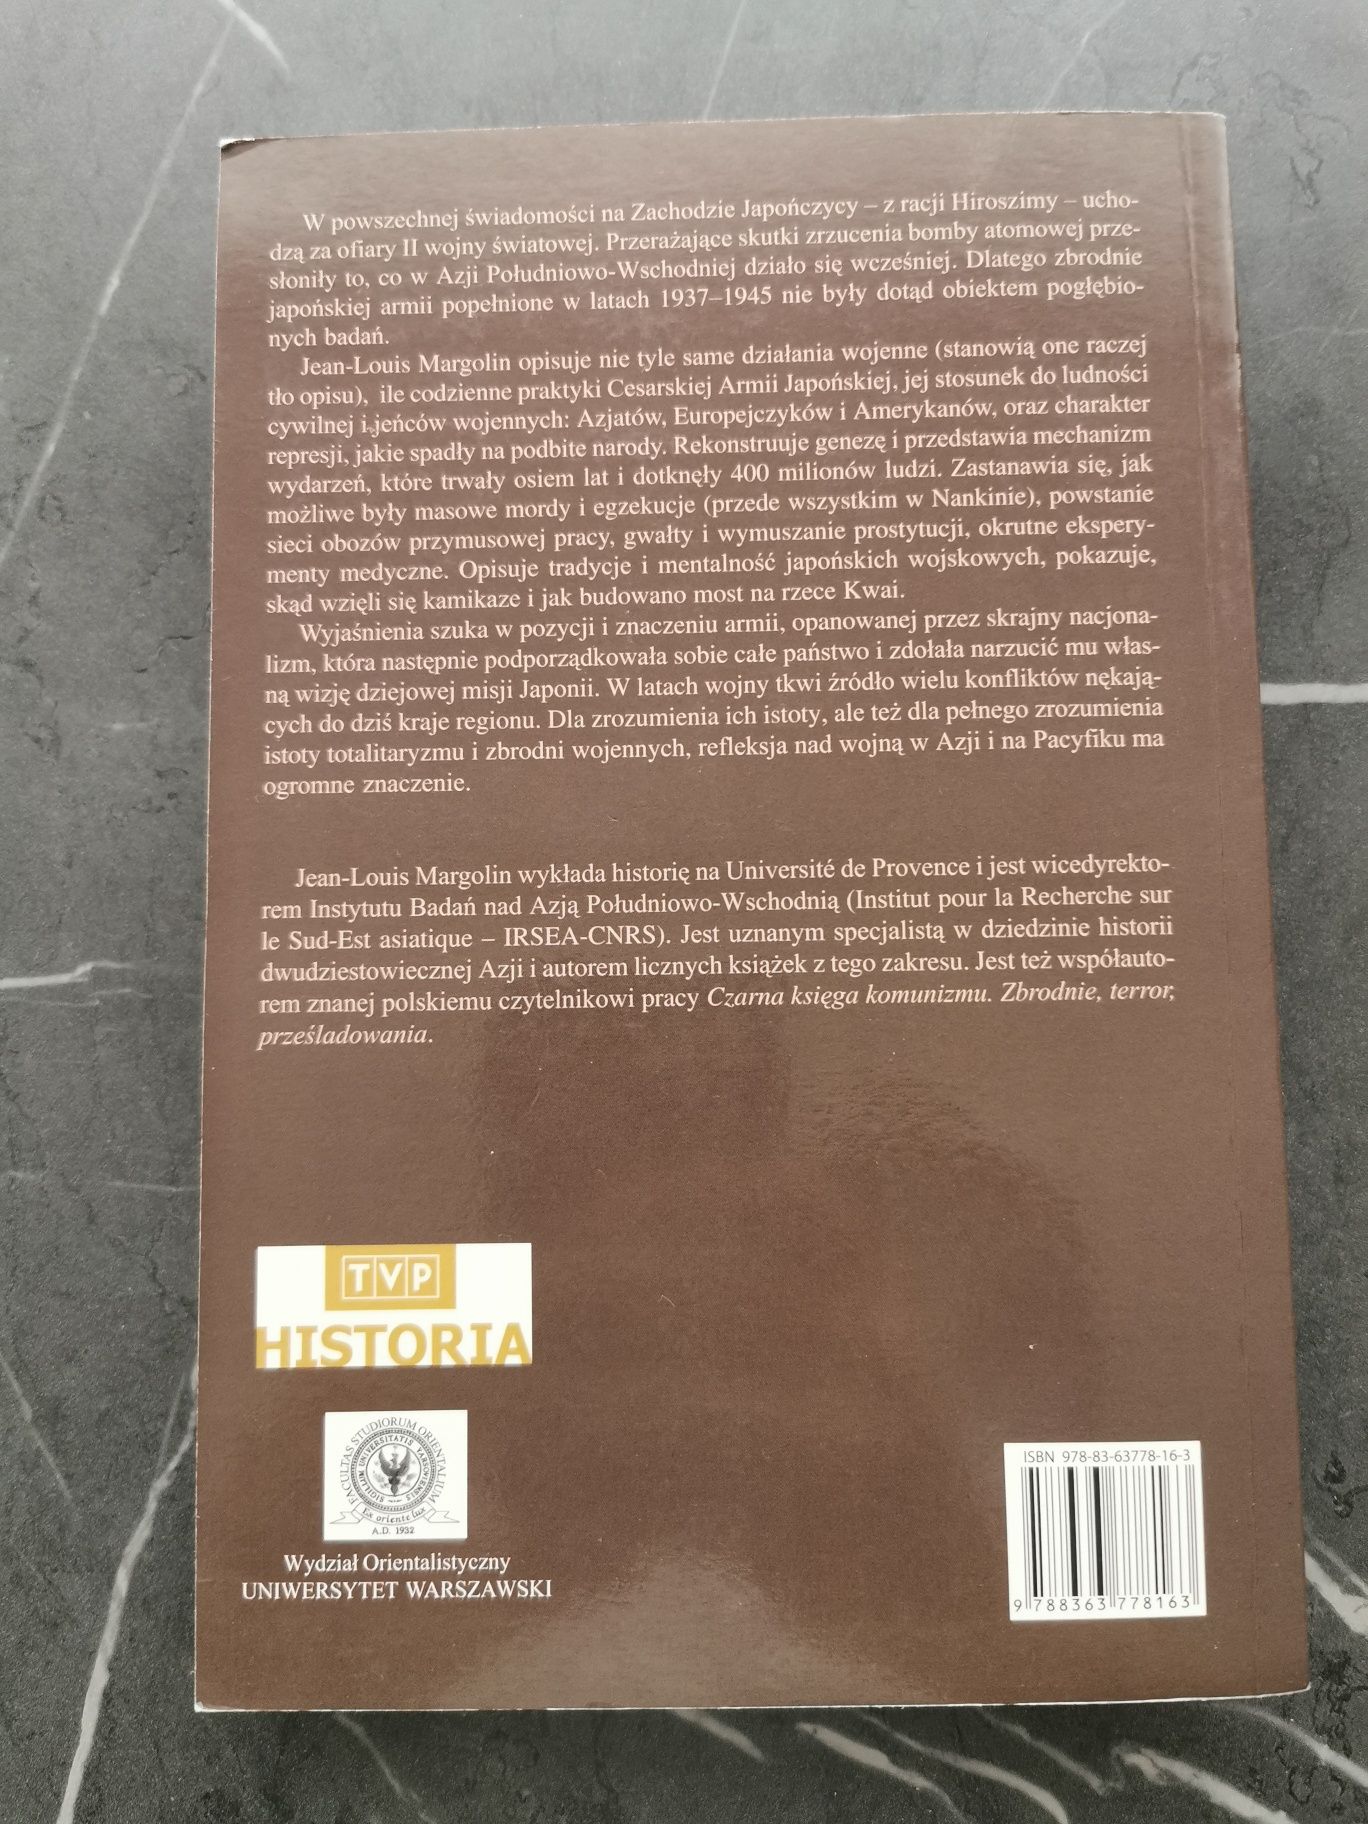 W powszechnej świadomości na Zachodzie Japończycy – z racji Hiroszimy – ucho-
dzą za ofiary II wojny światowej. Przerażające skutki zrzucenia bomby atomowej prze-
słoniły to, co w Azji Południowo-Wschodniej działo się wcześniej. Dlatego zbrodnie
japońskiej armii popełnione w latach 1937–1945 nie były dotąd obiektem pogłębio-
nych badań.
Jean-Louis Margolin opisuje nie tyle same działania wojenne (stanowią one raczej
tło opisu), ile codzienne praktyki Cesarskiej Armii Japońskiej, jej stosunek do ludności
cywilnej i jeńców wojennych: Azjatów, Europejczyków i Amerykanów, oraz charakter
represji, jakie spadły na podbite narody. Rekonstruuje genezę i przedstawia mechanizm
wydarzeń, które trwały osiem lat i dotknęły 400 milionów ludzi. Zastanawia się, jak
możliwe były masowe mordy i egzekucje (przede wszystkim w Nankinie), powstanie
sieci obozów przymusowej pracy, gwałty i wymuszanie prostytucji, okrutne ekspery-
menty medyczne. Opisuje tradycje i mentalność japońskich wojskowych, pokazuje,
skąd wzięli się kamikaze i jak budowano most na rzece Kwai.
Wyjaśnienia szuka w pozycji i znaczeniu armii, opanowanej przez skrajny nacjona-
lizm, która następnie podporządkowała sobie całe państwo i zdołała narzucić mu włas-
ną wizję dziejowej misji Japonii. W latach wojny tkwi źródło wielu konfliktów nękają-
cych do dziś kraje regionu. Dla zrozumienia ich istoty, ale też dla pełnego zrozumienia
istoty totalitaryzmu i zbrodni wojennych, refleksja nad wojną w Azji i na Pacyfiku ma
ogromne znaczenie.
Jean-Louis Margolin wykłada historię na Université de Provence i jest wicedyrekto-
rem Instytutu Badań nad Azją Południowo-Wschodnią (Institut pour la Recherche sur
le Sud-Est asiatique – IRSEA-CNRS). Jest uznanym specjalistą w dziedzinie historii
dwudziestowiecznej Azji i autorem licznych książek z tego zakresu. Jest też współauto-
rem znanej polskiemu czytelnikowi pracy Czarna księga komunizmu. Zbrodnie, terror,
prześladowania.
TVP
HISTORIA
FACULTAS STUDIORUM ORIENTALIUM
SIGILLUM UNIVERSITATIS VARSOVIENSIS
Ex oriente lux
A.D. 1932
Wydział Orientalistyczny
UNIWERSYTET WARSZAWSKI
ISBN 978-83-63778-16-3
9 788363 778163